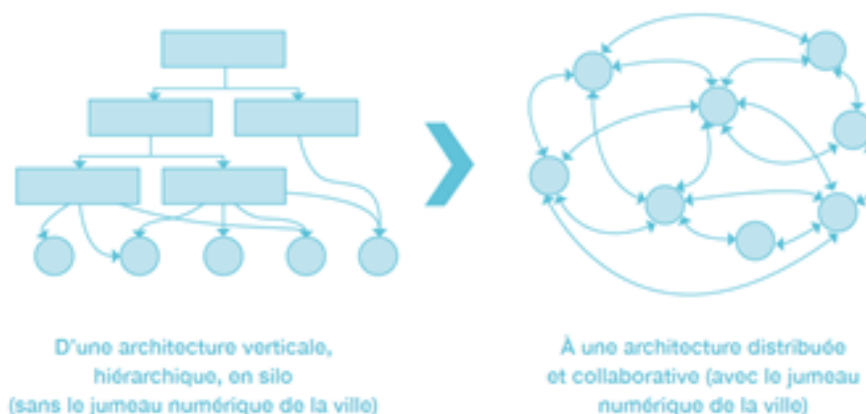 D'une architecture verticale,
hiérarchique, en silo
(sans le jumeau numérique de la ville)
À une architecture distribuée
et collaborative (avec le jumeau
numérique de la ville)